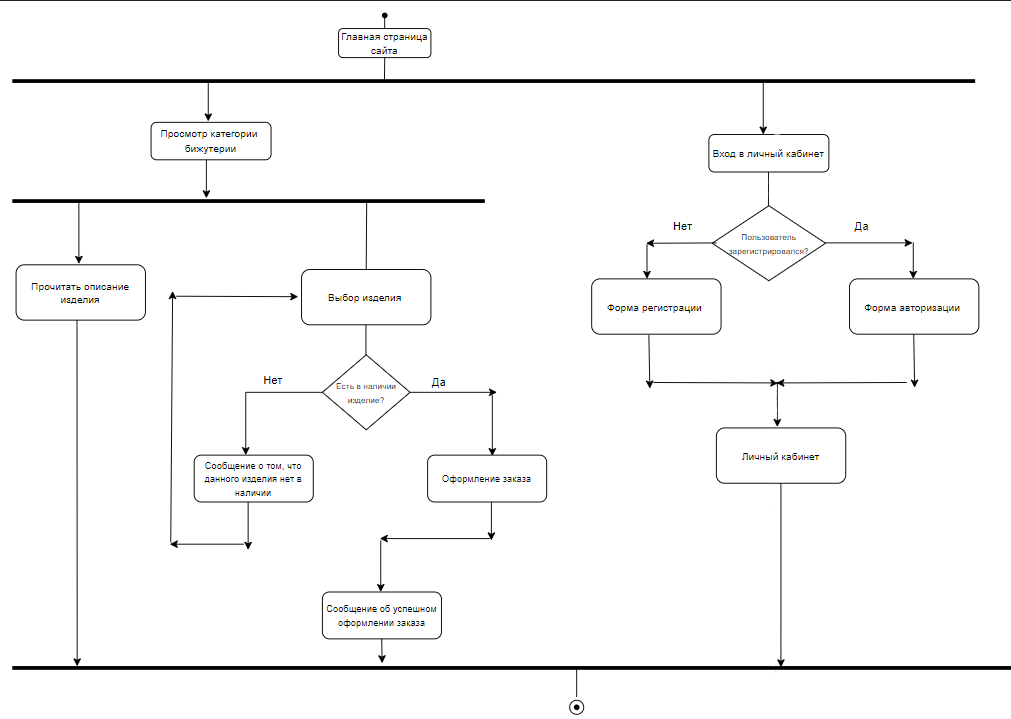 Главная страница
сайта
Просмотр категории
бижутерии
Вход в личный кабинет
Нет
Да
Пользователь
зарегистрировался?
Прочитать описание
изделия
Выбор изделия
Форма регистрации
Форма авторизации
Нет
Да
Есть в наличии
изделие?
Личный кабинет
Сообщение о том, что
данного изделия нет в
наличии
Оформление заказа
Сообщение об успешном
оформлении заказа